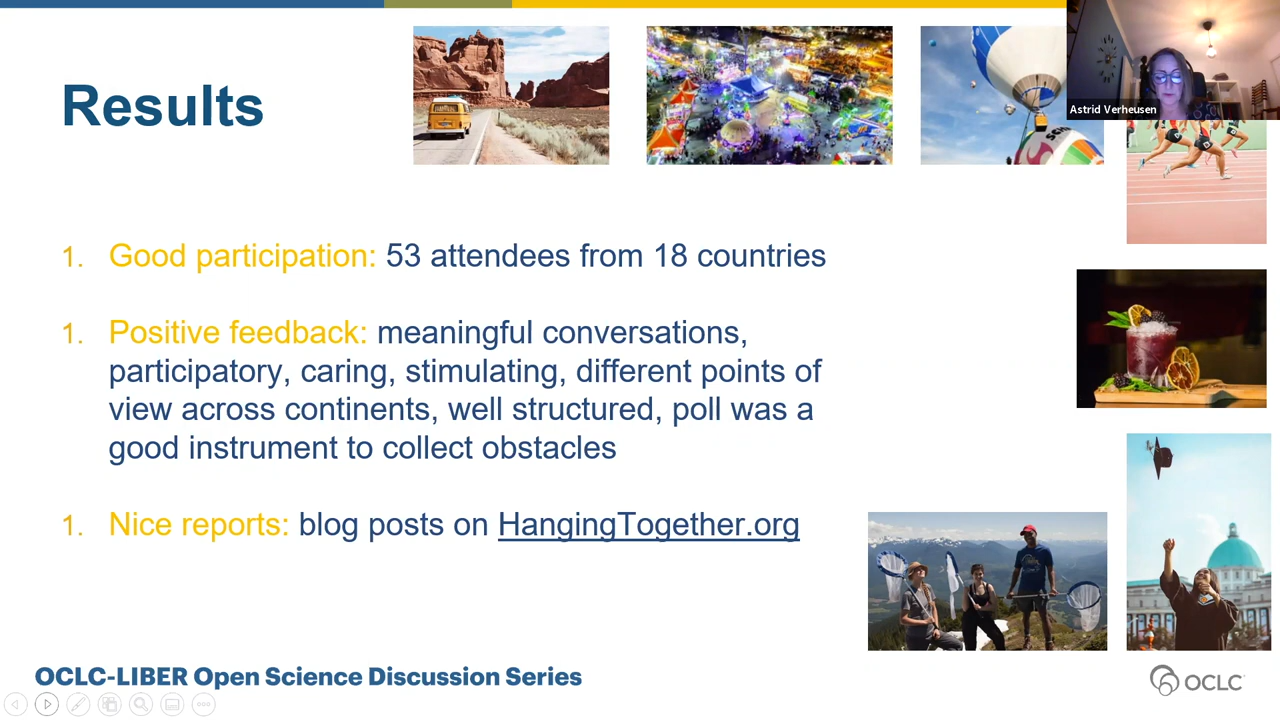 Results
Astrid Verheusen
1. Good participation: 53 attendees from 18 countries
1. Positive feedback: meaningful conversations,
participatory, caring, stimulating, different points of
view across continents, well structured, poll was a
good instrument to collect obstacles
1. Nice reports: blog posts on HangingTogether.org
OCLC-LIBER Open Science Discussion Series
OCLC